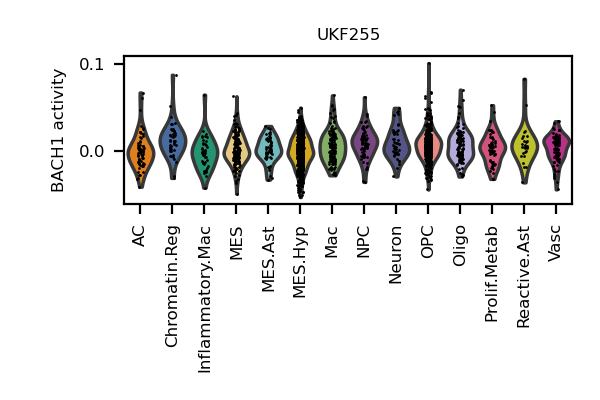 UKF255
BACH1 activity
0.1
0.0
AC
Chromatin.Reg
Inflammatory.Mac
MES
MES.Ast
MES.Hyp
Mac
NPC
Neuron
OPC
Oligo
Prolif.Metab
Reactive.Ast
Vasc